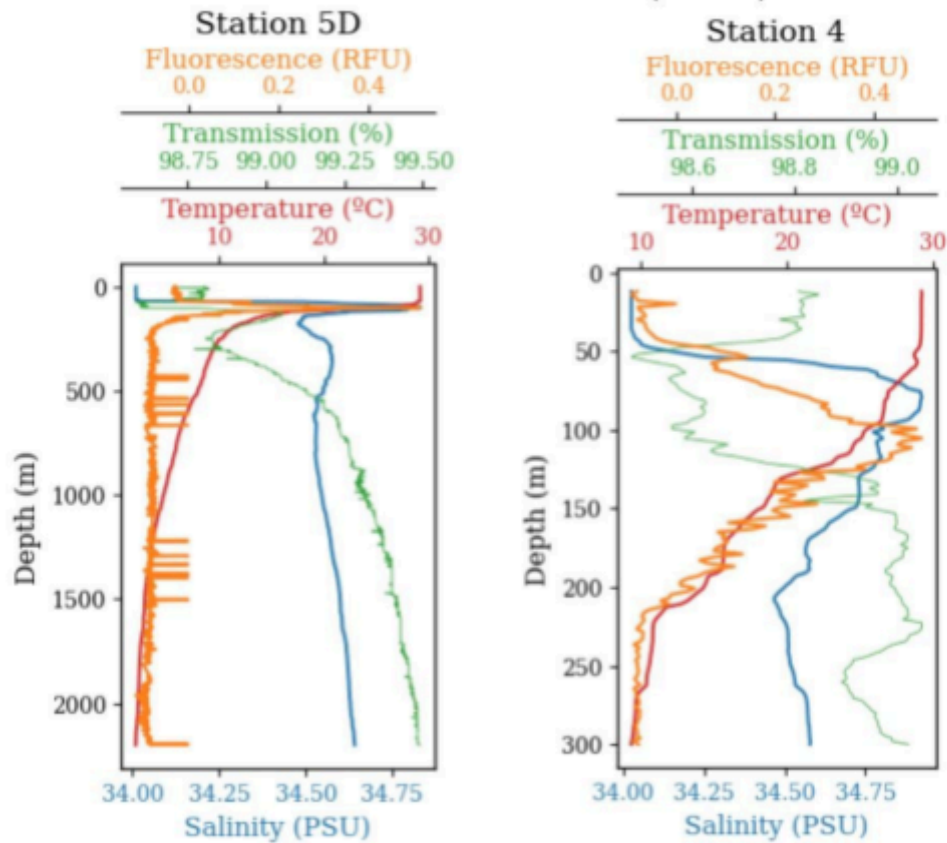 Station 5D
Fluorescence (RFU)
0.0 0.2 0.4
Transmission (%)
98.75 99.00 99.25 99.50
Temperature (ºC)
10 20 30
0
500
1000
1500
2000
Depth (m)
34.00 34.25 34.50 34.75
Salinity (PSU)
Station 4
Fluorescence (RFU)
0.0 0.2 0.4
Transmission (%)
98.6 98.8 99.0
Temperature (ºC)
10 20 30
0
50
100
150
200
250
300
Depth (m)
34.00 34.25 34.50 34.75
Salinity (PSU)